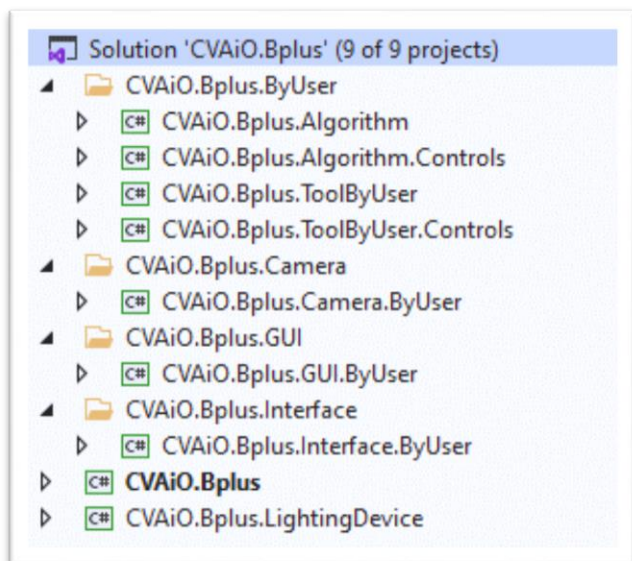 Solution 'CVAiO.Bplus' (9 of 9 projects)
CVAiO.Bplus.ByUser
C# CVAiO.Bplus.Algorithm
C# CVAiO.Bplus.Algorithm.Controls
C# CVAiO.Bplus.ToolByUser
C# CVAiO.Bplus.ToolByUser.Controls
CVAiO.Bplus.Camera
C# CVAiO.Bplus.Camera.ByUser
CVAiO.Bplus.GUI
C# CVAiO.Bplus.GUI.ByUser
CVAiO.Bplus.Interface
C# CVAiO.Bplus.Interface.ByUser
C# CVAiO.Bplus
C# CVAiO.Bplus.LightingDevice